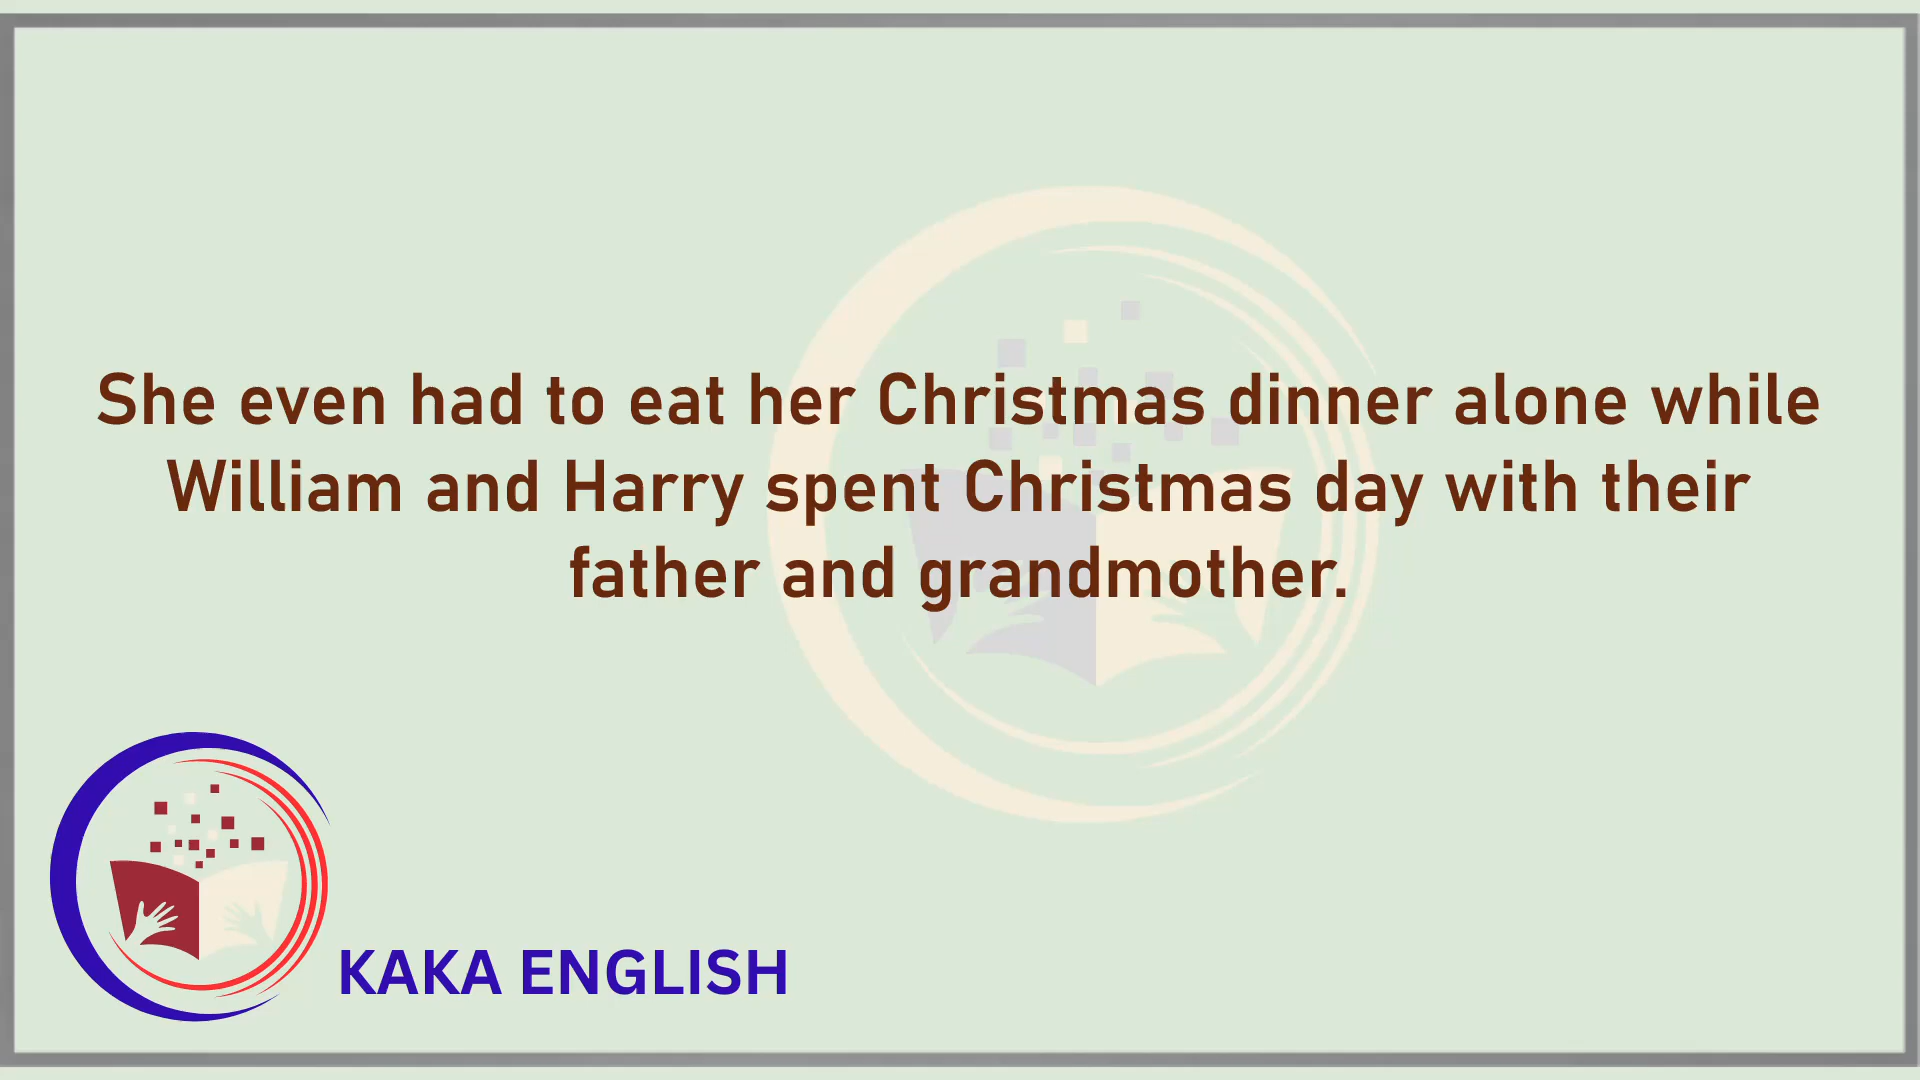 She even had to eat her Christmas dinner alone while
William and Harry spent Christmas day with their
father and grandmother.
KAKA ENGLISH